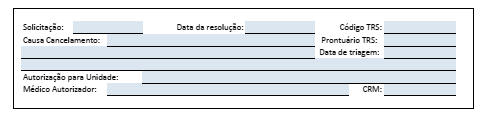 Solicitação: Data da resolução: Código TRS:
Causa Cancelamento: Prontuário TRS:
Data de triagem:
Autorização para Unidade:
Médico Autorizador: CRM: